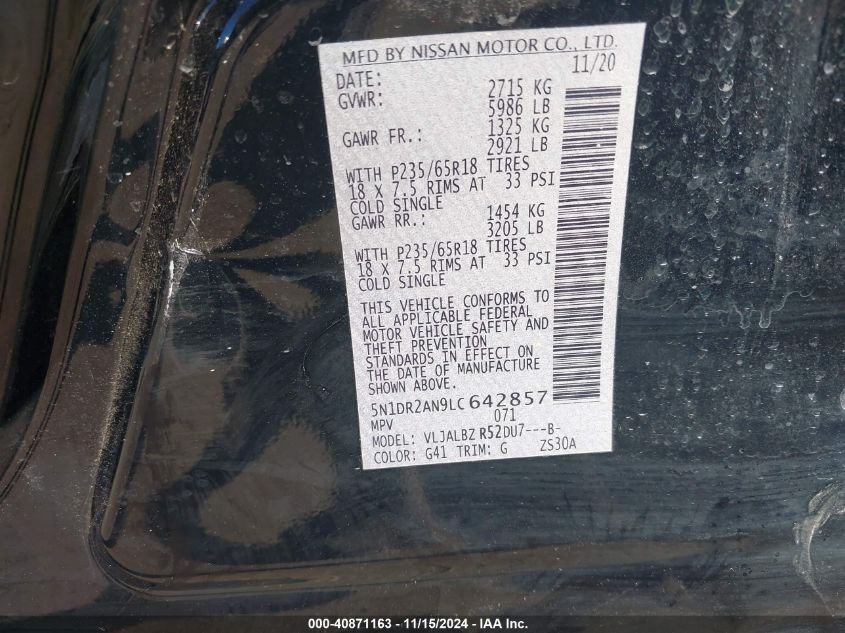 MFD BY NISSAN MOTOR CO., LTD.
DATE: 11/20
GVWR: 2715 KG
5986 LB
GAWR FR.: 1325 KG
2921 LB
WITH P235/65R18 TIRES
18 X 7.5 RIMS AT 33 PSI
COLD SINGLE
GAWR RR.: 1454 KG
3205 LB
WITH P235/65R18 TIRES
18 X 7.5 RIMS AT 33 PSI
COLD SINGLE
THIS VEHICLE CONFORMS TO
ALL APPLICABLE FEDERAL
MOTOR VEHICLE SAFETY AND
THEFT PREVENTION
STANDARDS IN EFFECT ON
THE DATE OF MANUFACTURE
SHOWN ABOVE.
5N1DR2AN9LC642857
MPV 071
MODEL: VLJALBZ R52DU7---B-
COLOR: G41 TRIM: G ZS30A
000-40871163 - 11/15/2024 - IAAI Inc.